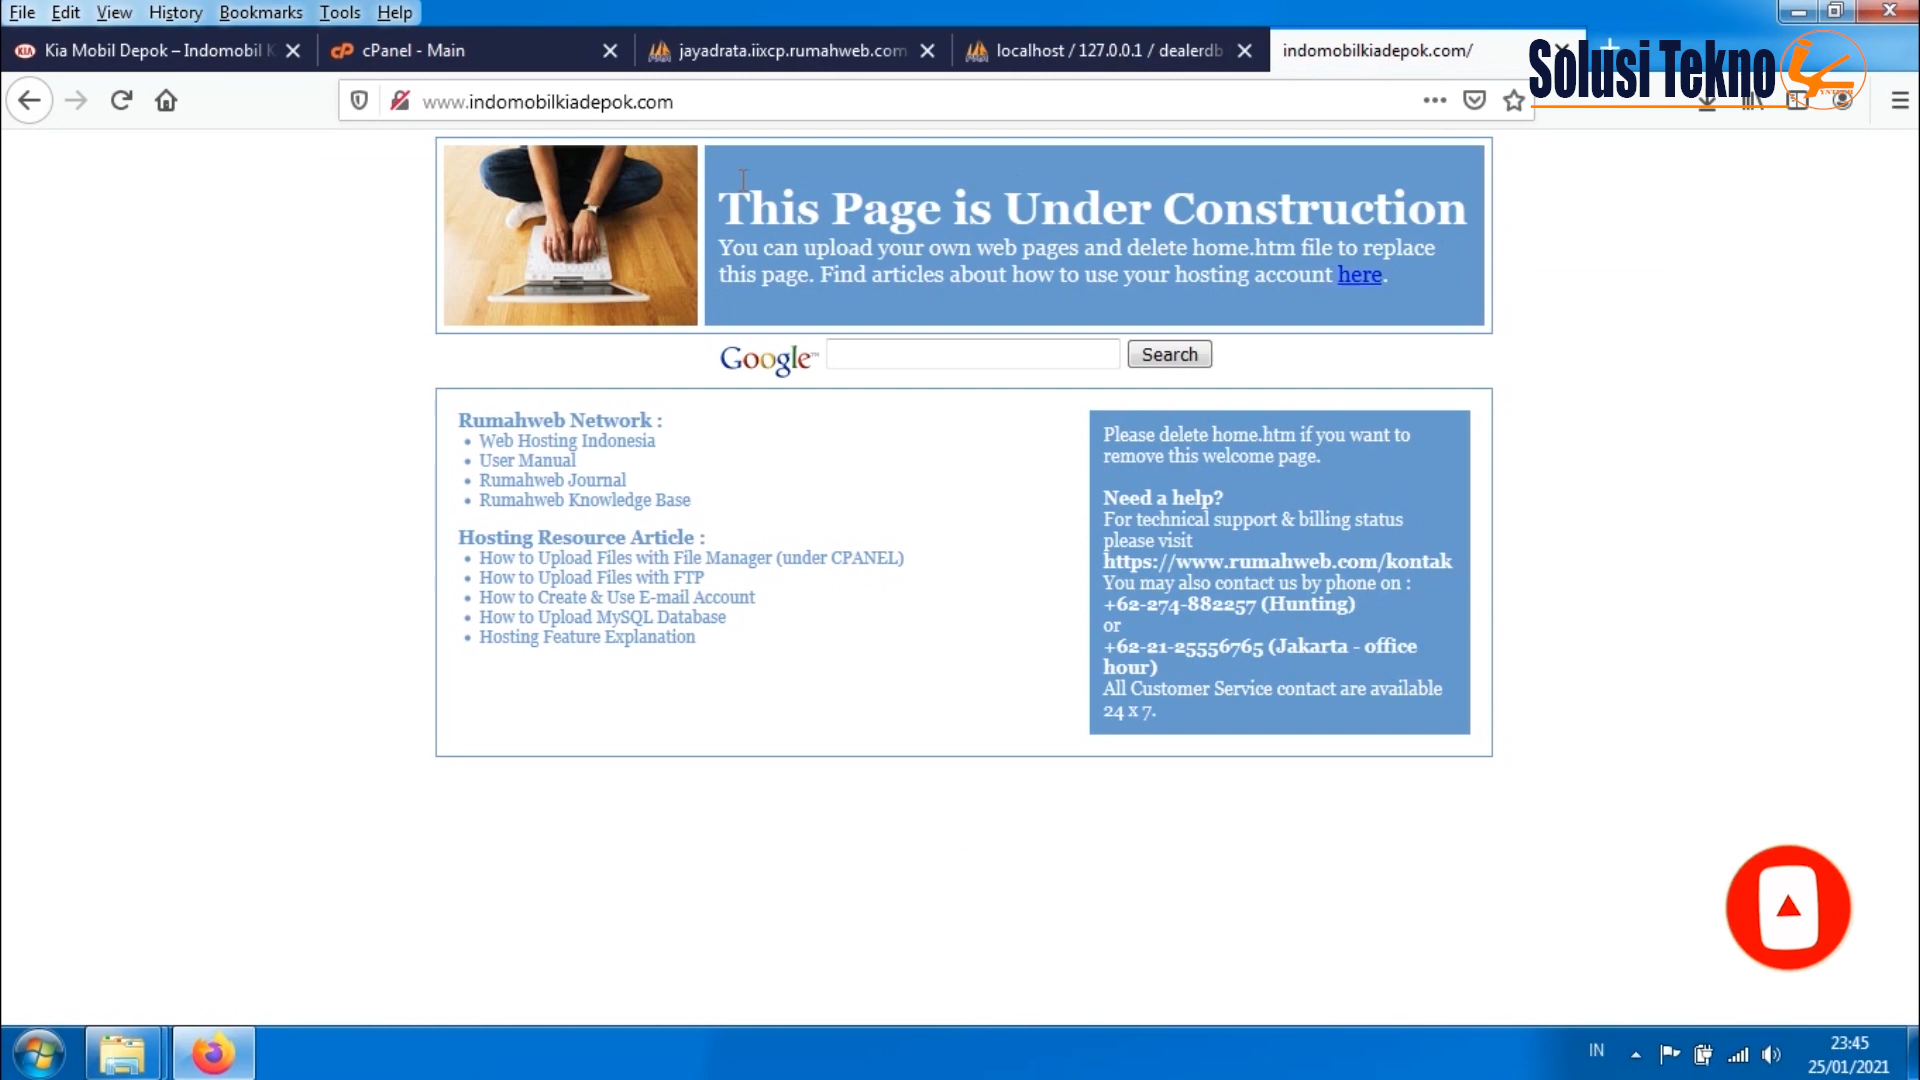 File Edit View History Bookmarks Tools Help
Kia Mobil Depok – Indomobil K
cPanel - Main
jayadrata.iixcp.rumahweb.com
localhost / 127.0.0.1 / dealerdb
indomobilkiadepok.com/
Solusi Tekno
www.indomobilkiadepok.com
This Page is Under Construction
You can upload your own web pages and delete home.htm file to replace
this page. Find articles about how to use your hosting account here.
Google™ Search
Rumahweb Network :
• Web Hosting Indonesia
• User Manual
• Rumahweb Journal
• Rumahweb Knowledge Base
Hosting Resource Article :
• How to Upload Files with File Manager (under CPANEL)
• How to Upload Files with FTP
• How to Create & Use E-mail Account
• How to Upload MySQL Database
• Hosting Feature Explanation
Please delete home.htm if you want to
remove this welcome page.
Need a help?
For technical support & billing status
please visit
https://www.rumahweb.com/kontak
You may also contact us by phone on :
+62-274-882257 (Hunting)
or
+62-21-25556765 (Jakarta - office
hour)
All Customer Service contact are available
24 x 7.
IN
23:45
25/01/2021